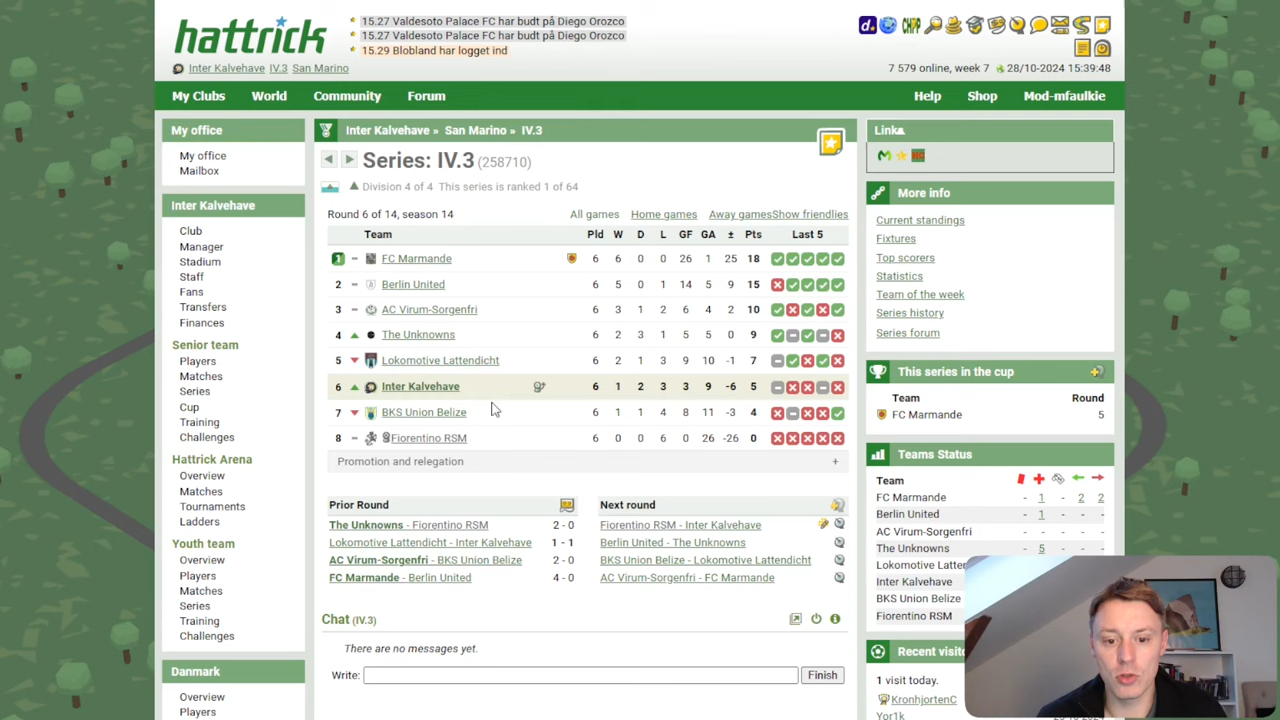 hattrick
15.27 Valdesoto Palace FC har budt på Diego Orozco
15.27 Valdesoto Palace FC har budt på Diego Orozco
15.29 Blobland har logget ind
CHPP
Inter Kalvehave IV.3 San Marino
7 579 online, week 7 28/10-2024 15:39:48
My Clubs World Community Forum Help Shop Mod-mfaulkie
My office
My office
Mailbox
Inter Kalvehave
Club
Manager
Stadium
Staff
Fans
Transfers
Finances
Senior team
Players
Matches
Series
Cup
Training
Challenges
Hattrick Arena
Overview
Matches
Tournaments
Ladders
Youth team
Overview
Players
Matches
Series
Training
Challenges
Danmark
Overview
Players
Inter Kalvehave » San Marino » IV.3
Series: IV.3 (258710)
Division 4 of 4 This series is ranked 1 of 64
Round 6 of 14, season 14 All games Home games Away games Show friendlies
Team Pld W D L GF GA ± Pts Last 5
1 FC Marmande 6 6 0 0 26 1 25 18
2 Berlin United 6 5 0 1 14 5 9 15
3 AC Virum-Sorgenfri 6 3 1 2 6 4 2 10
4 The Unknowns 6 2 3 1 5 5 0 9
5 Lokomotive Lattendicht 6 2 1 3 9 10 -1 7
6 Inter Kalvehave 6 1 2 3 3 9 -6 5
7 BKS Union Belize 6 1 1 4 8 11 -3 4
8 Fiorentino RSM 6 0 0 6 0 26 -26 0
Promotion and relegation +
Prior Round
The Unknowns - Fiorentino RSM 2 - 0
Lokomotive Lattendicht - Inter Kalvehave 1 - 1
AC Virum-Sorgenfri - BKS Union Belize 2 - 0
FC Marmande - Berlin United 4 - 0
Next round
Fiorentino RSM - Inter Kalvehave
Berlin United - The Unknowns
BKS Union Belize - Lokomotive Lattendicht
AC Virum-Sorgenfri - FC Marmande
Chat (IV.3)
There are no messages yet.
Write: Finish
Links
More info
Current standings
Fixtures
Top scorers
Statistics
Team of the week
Series history
Series forum
This series in the cup
Team Round
FC Marmande 5
Teams Status
Team
FC Marmande - 1 - 2 2
Berlin United - 1 - - -
AC Virum-Sorgenfri - - - - -
The Unknowns - 5 - - -
Lokomotive Latter
Inter Kalvehave
BKS Union Belize
Fiorentino RSM
Recent visito
1 visit today.
KronhjortenC
Yor1k